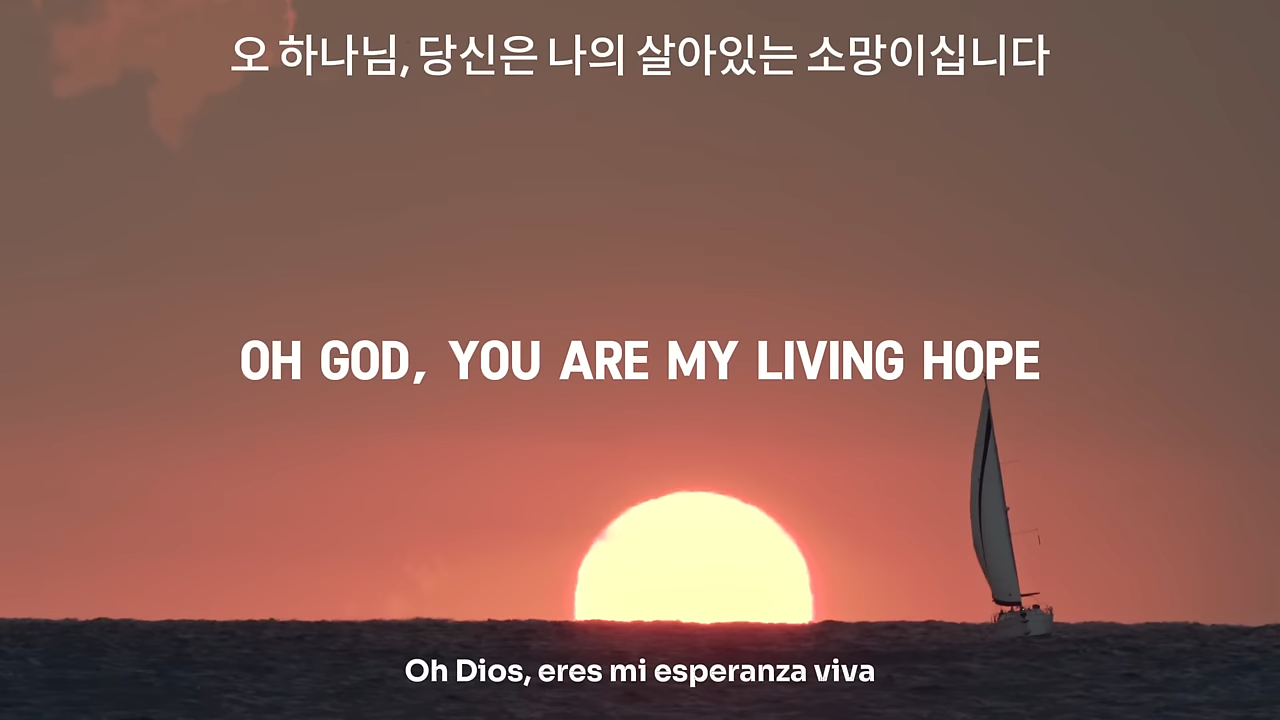 오 하나님, 당신은 나의 살아있는 소망이십니다
OH GOD, YOU ARE MY LIVING HOPE
Oh Dios, eres mi esperanza viva